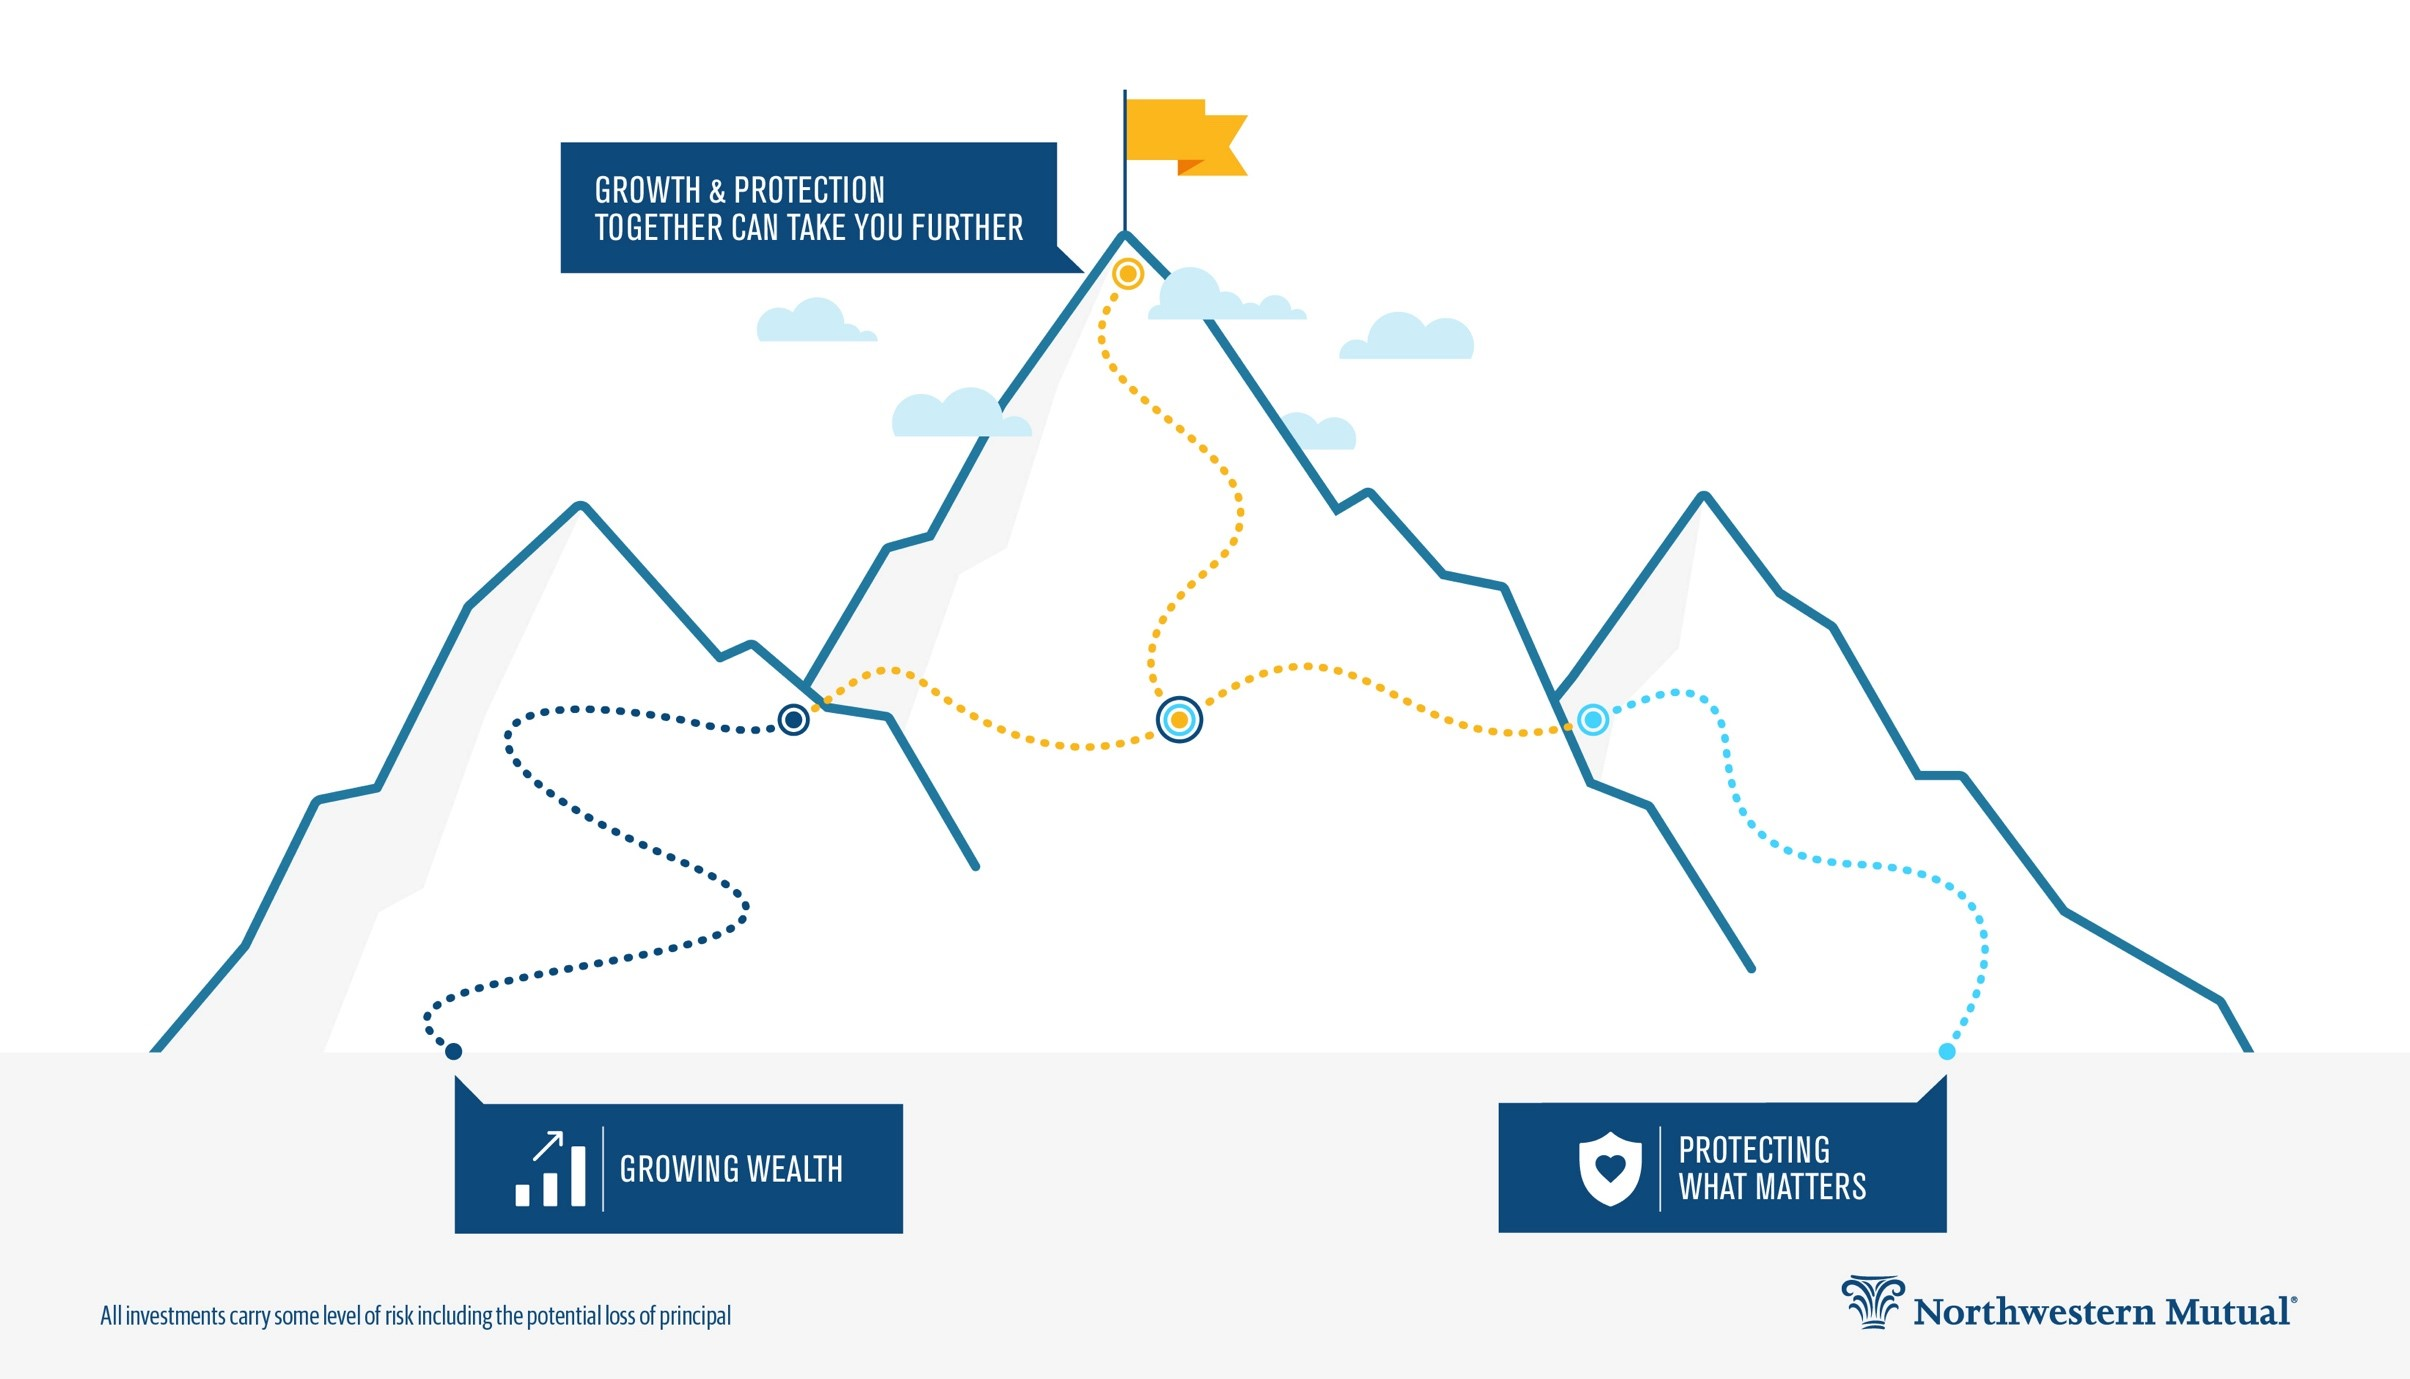 GROWTH & PROTECTION
TOGETHER CAN TAKE YOU FURTHER
GROWING WEALTH
PROTECTING
WHAT MATTERS
All investments carry some level of risk including the potential loss of principal
Northwestern Mutual®